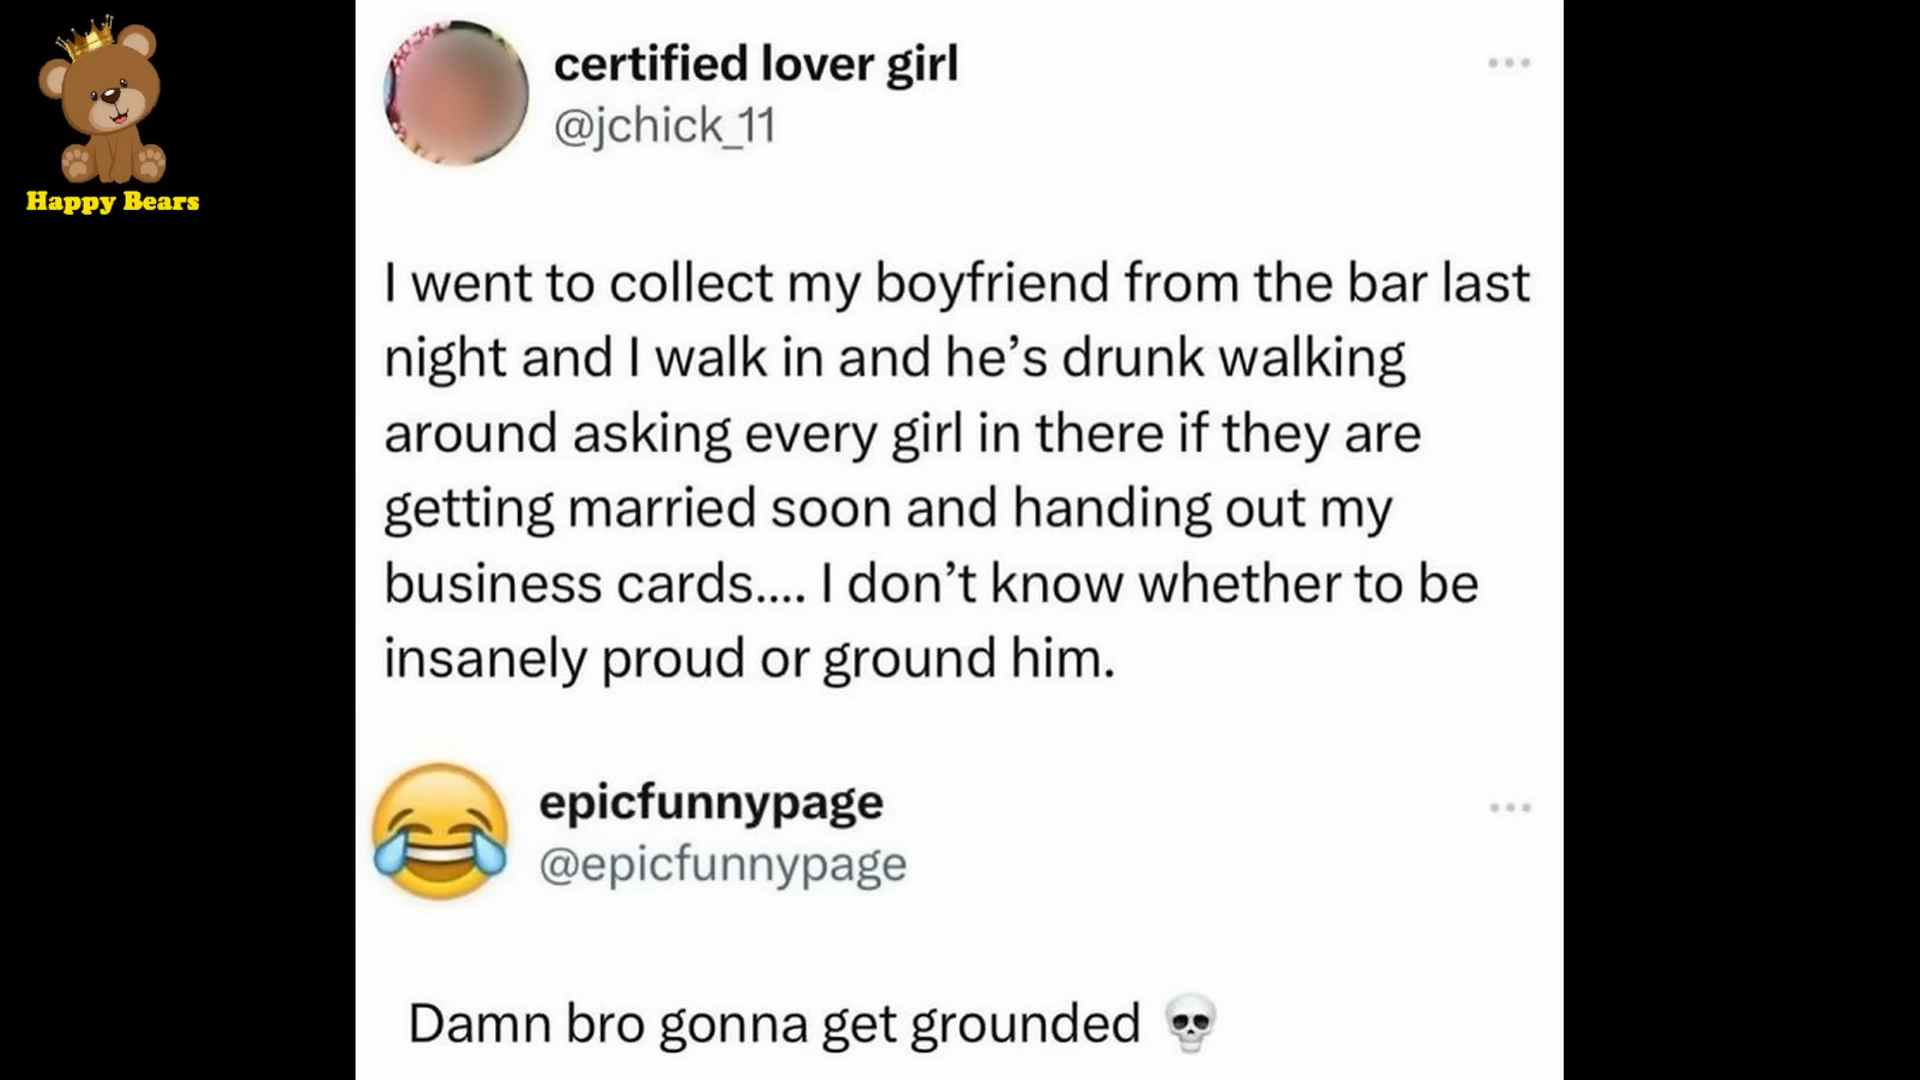 Happy Bears
certified lover girl
@jchick_11
I went to collect my boyfriend from the bar last
night and I walk in and he’s drunk walking
around asking every girl in there if they are
getting married soon and handing out my
business cards.... I don’t know whether to be
insanely proud or ground him.
epicfunnypage
@epicfunnypage
Damn bro gonna get grounded 💀